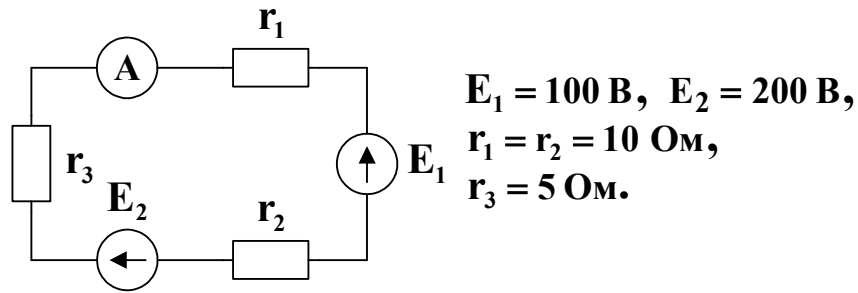 r₁
A
E₁ = 100 В, E₂ = 200 В,
r₁ = r₂ = 10 Ом,
r₃ = 5 Ом.
r₃
E₁
E₂
r₂